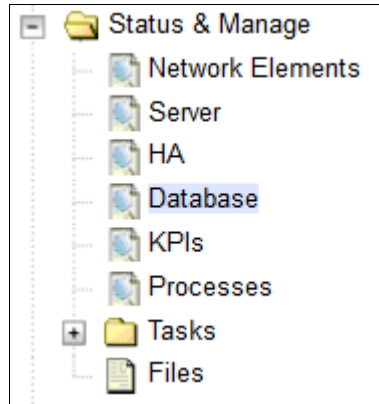 Status & Manage
Network Elements
Server
HA
Database
KPIs
Processes
Tasks
Files